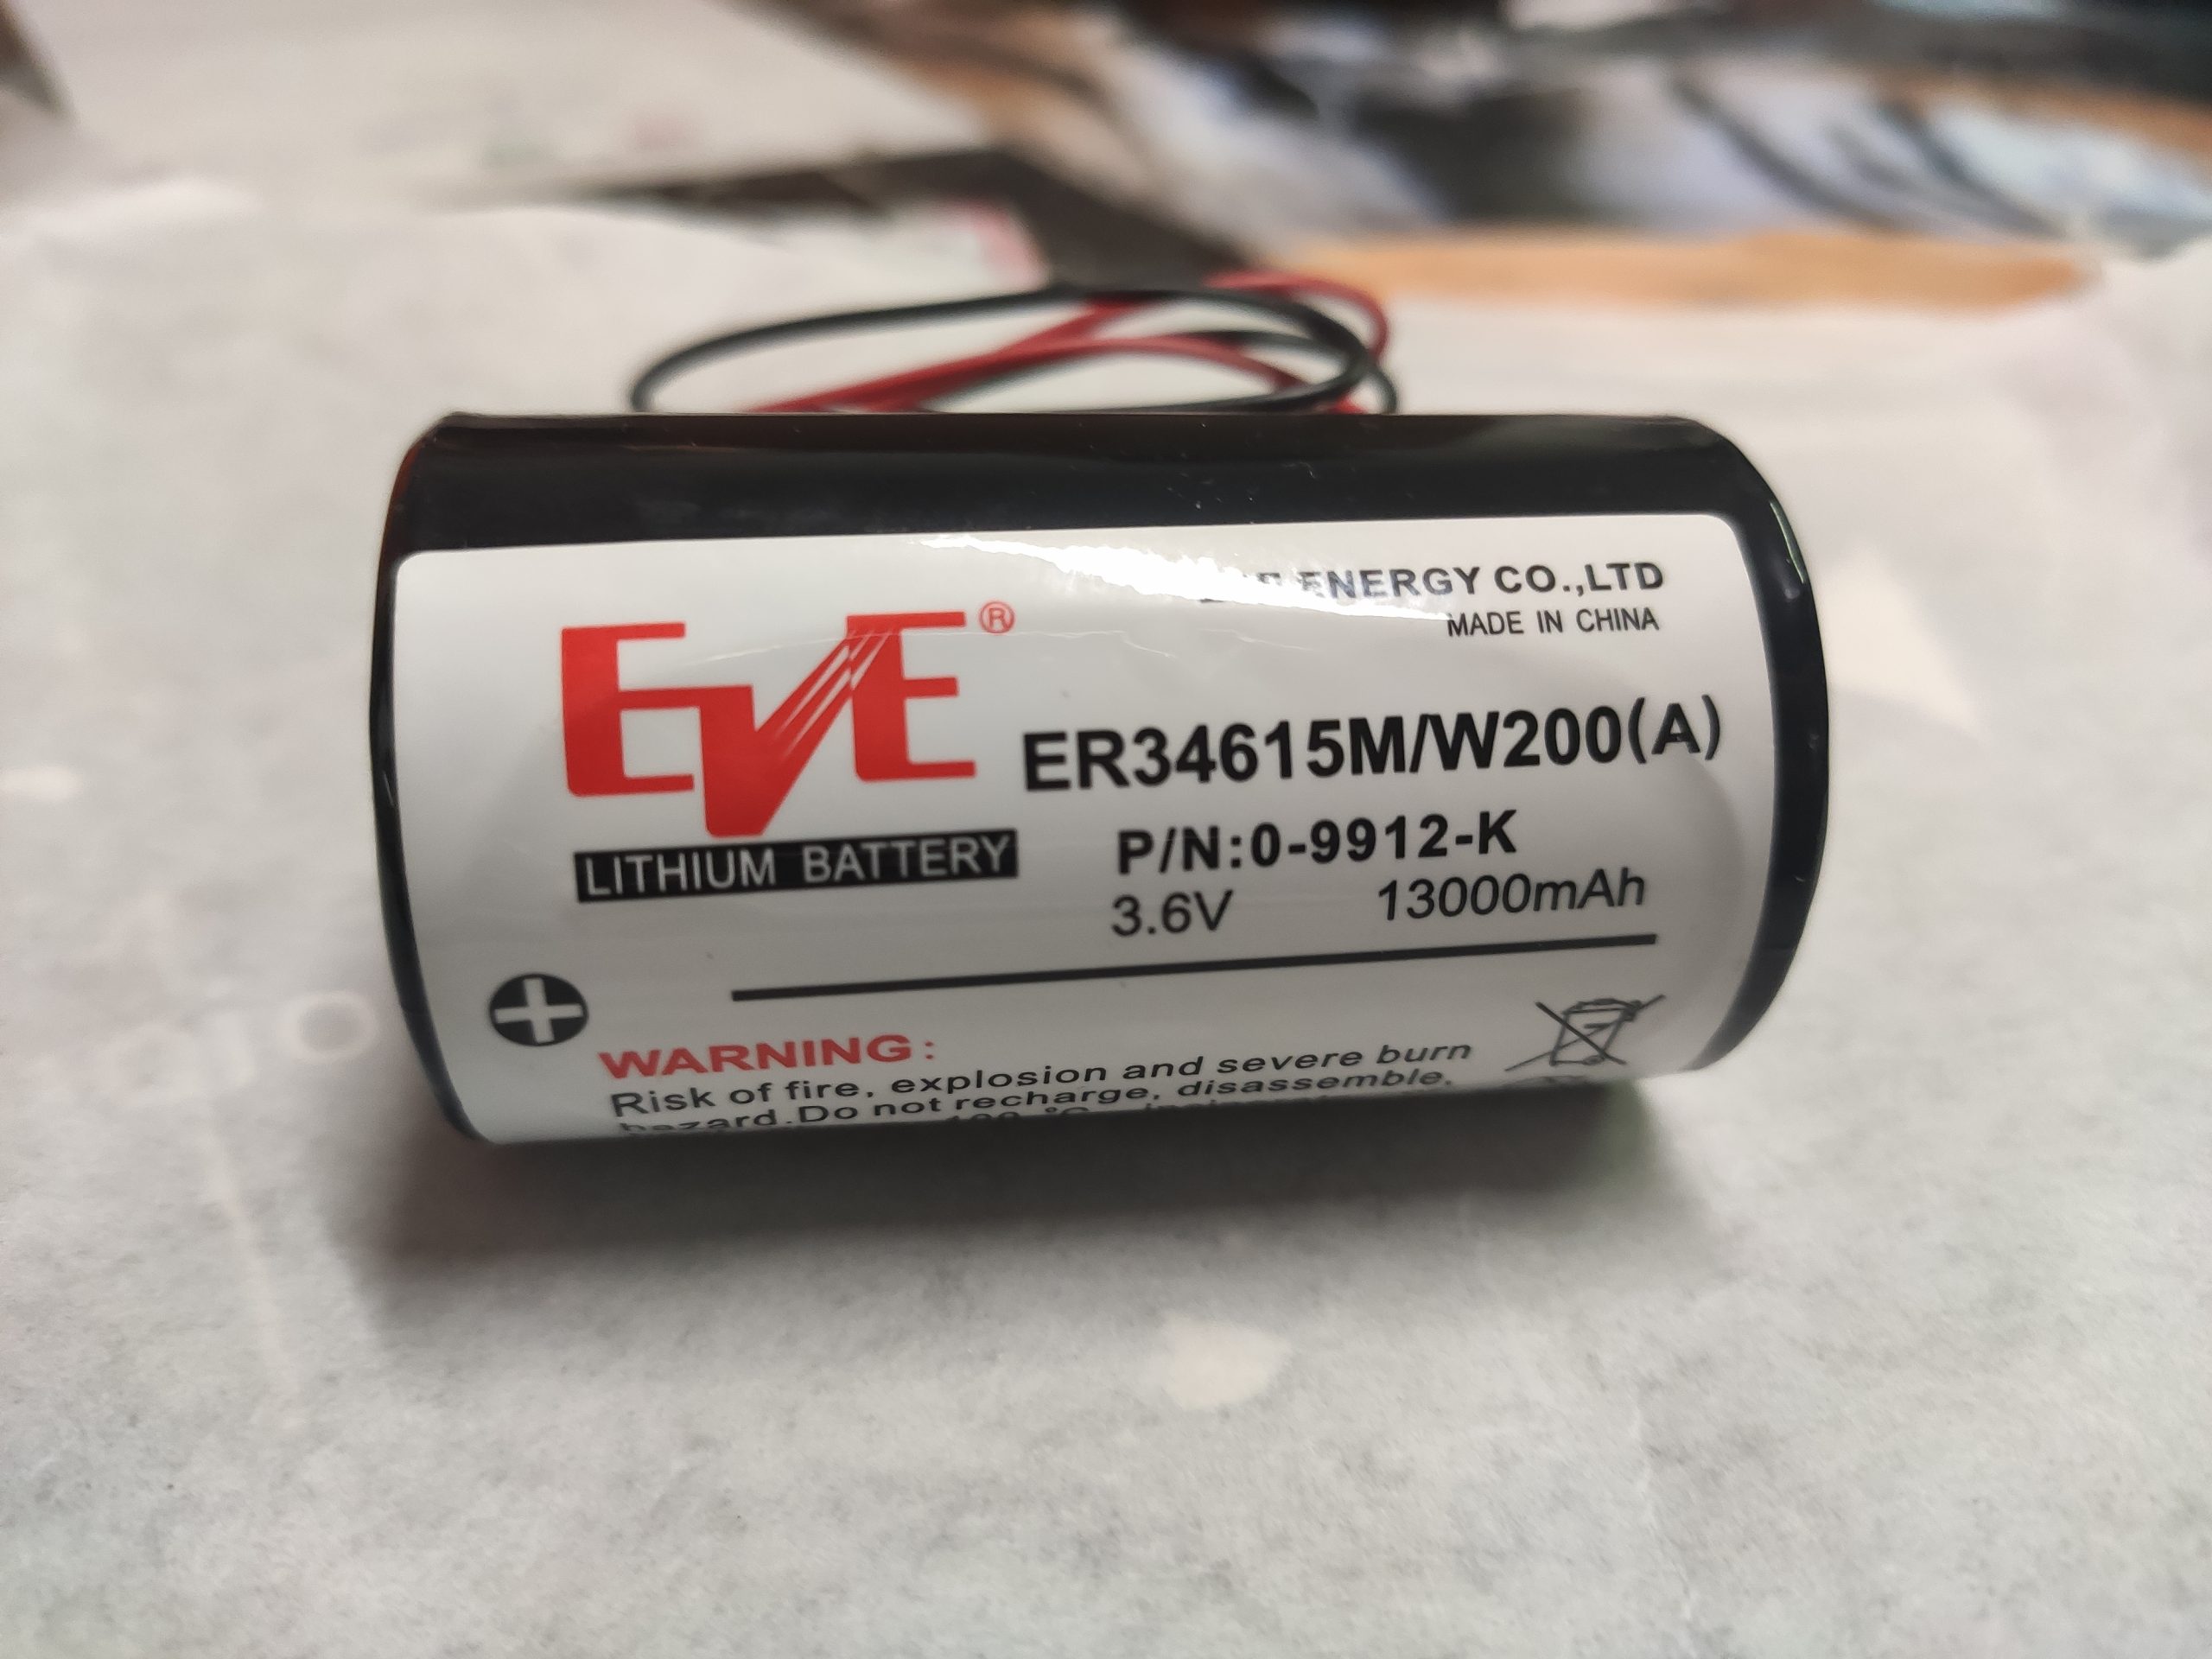 ENERGY CO.,LTD
MADE IN CHINA
EVE®
LITHIUM BATTERY
ER34615M/W200(A)
P/N:0-9912-K
3.6V 13000mAh
WARNING:
Risk of fire, explosion and severe burn
hazard.Do not recharge, disassemble,